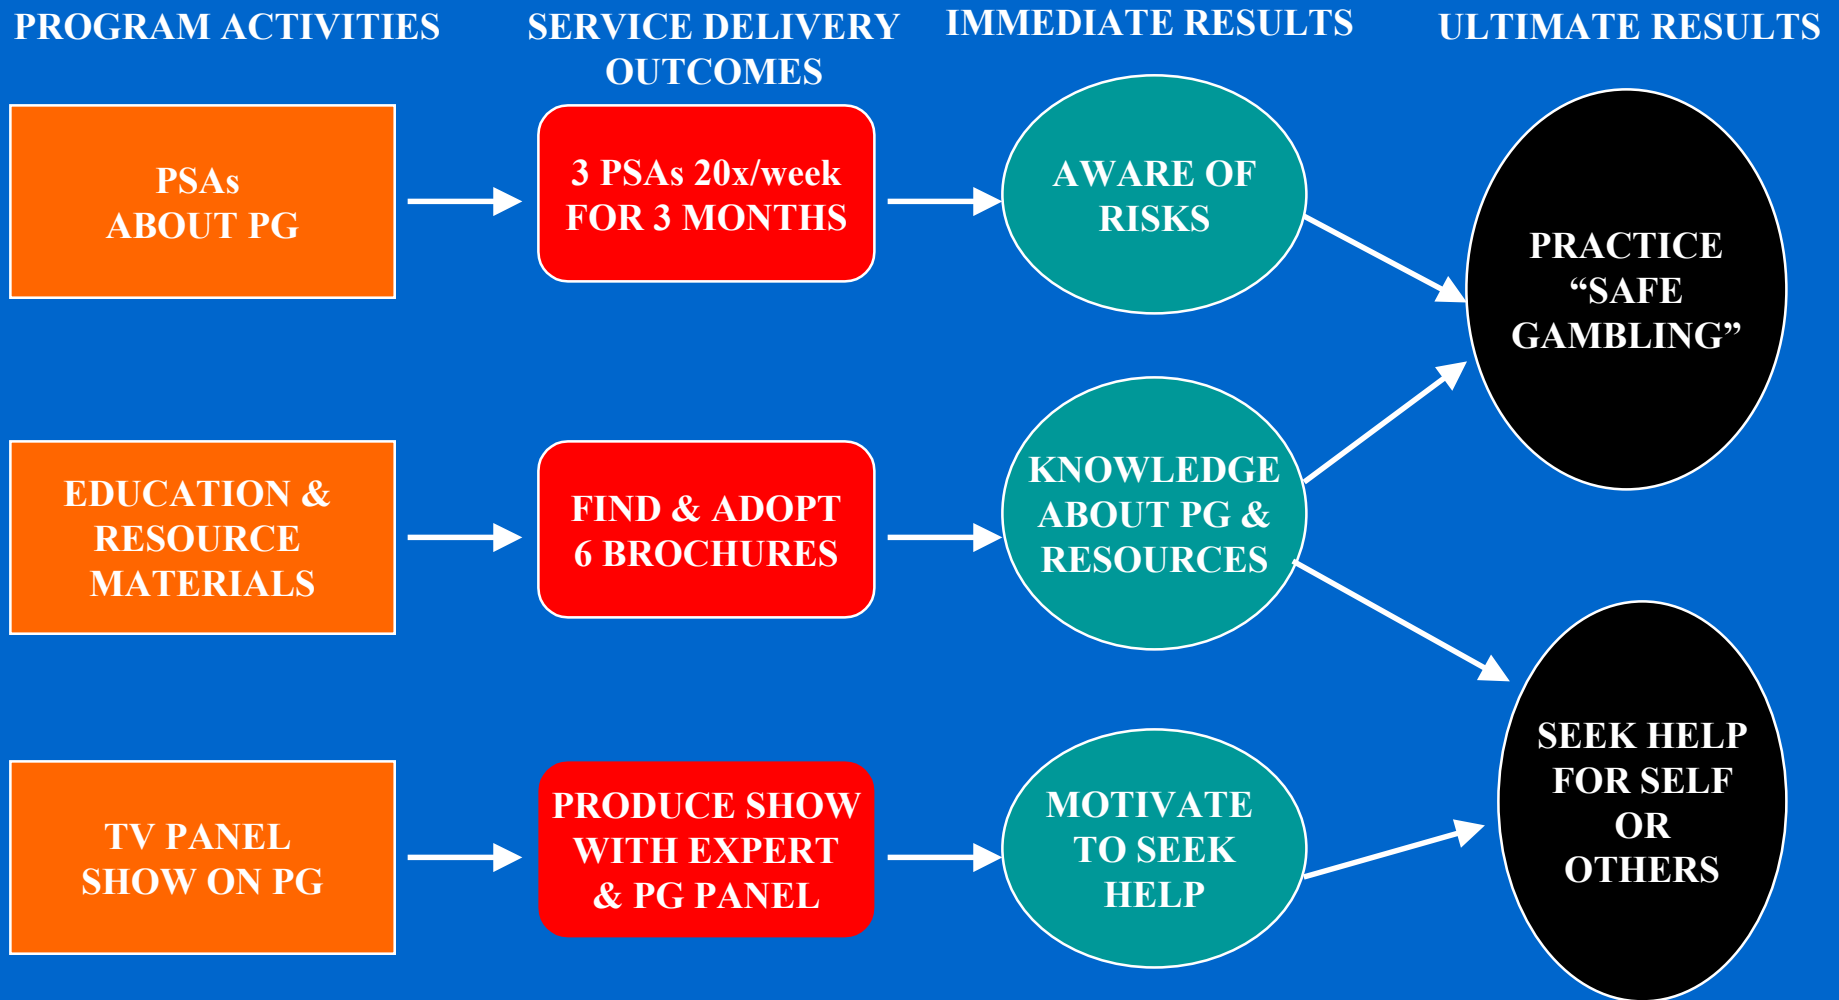 PROGRAM ACTIVITIES
SERVICE DELIVERY
OUTCOMES
IMMEDIATE RESULTS
ULTIMATE RESULTS
PSAs
ABOUT PG
3 PSAs 20x/week
FOR 3 MONTHS
AWARE OF
RISKS
PRACTICE
“SAFE
GAMBLING”
EDUCATION &
RESOURCE
MATERIALS
FIND & ADOPT
6 BROCHURES
KNOWLEDGE
ABOUT PG &
RESOURCES
TV PANEL
SHOW ON PG
PRODUCE SHOW
WITH EXPERT
& PG PANEL
MOTIVATE
TO SEEK
HELP
SEEK HELP
FOR SELF
OR
OTHERS